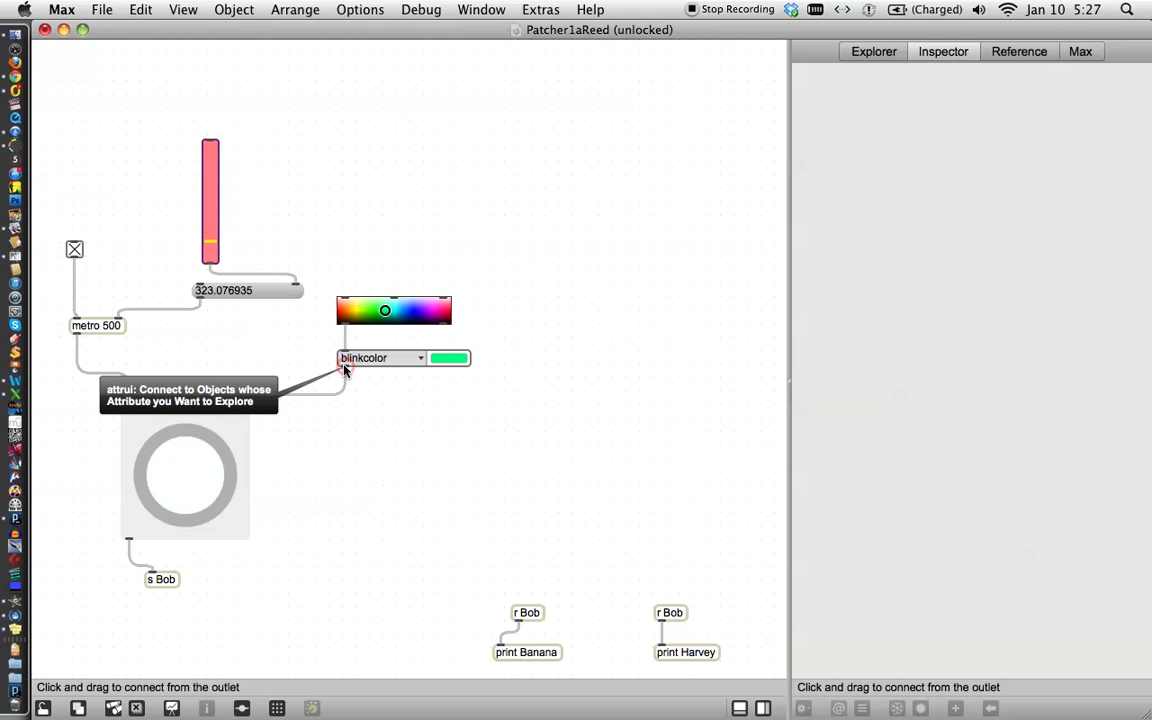 Max File Edit View Object Arrange Options Debug Window Extras Help Stop Recording (Charged) Jan 10 5:27
Patcher1aReed (unlocked)
Explorer Inspector Reference Max
323.076935
metro 500
blinkcolor
attrui: Connect to Objects whose
Attribute you Want to Explore
s Bob
r Bob r Bob
print Banana print Harvey
Click and drag to connect from the outlet Click and drag to connect from the outlet